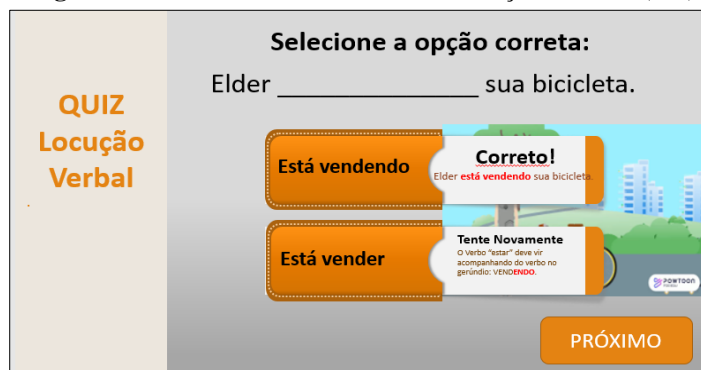 Selecione a opção correta:
Elder _______________ sua bicicleta.
QUIZ
Locução
Verbal
Está vendendo
Correto!
Elder está vendendo sua bicicleta.
Está vender
Tente Novamente
O Verbo "estar" deve vir
acompanhando do verbo no
gerúndio: VENDENDO.
POWTOON
PRÓXIMO